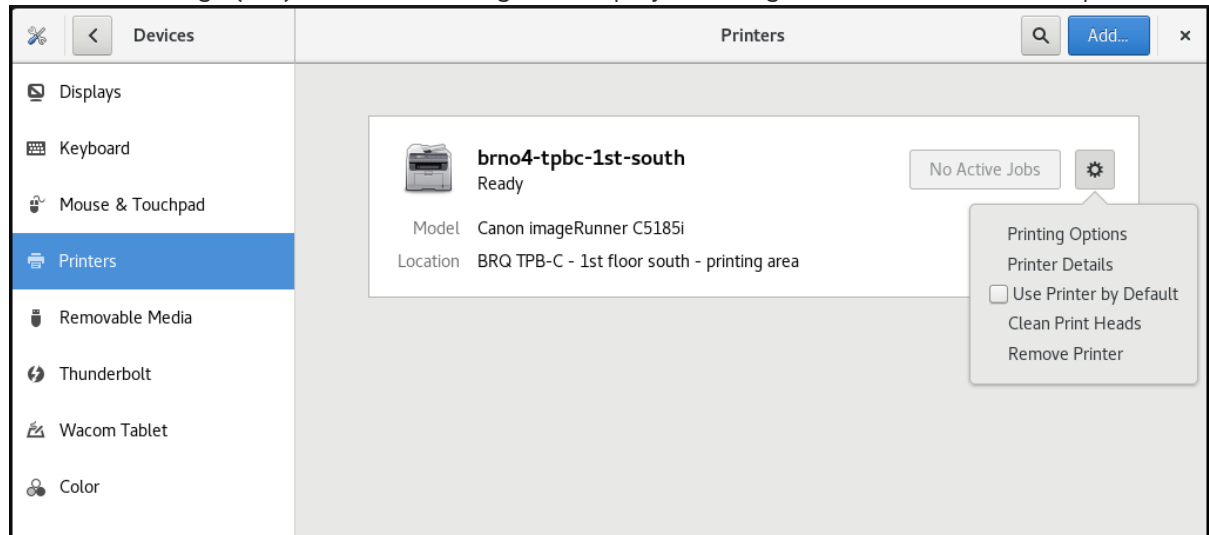 Devices
Printers
Add...
Displays
Keyboard
Mouse & Touchpad
Printers
Removable Media
Thunderbolt
Wacom Tablet
Color
brno4-tpbc-1st-south
Ready
No Active Jobs
Model Canon imageRunner C5185i
Location BRQ TPB-C - 1st floor south - printing area
Printing Options
Printer Details
Use Printer by Default
Clean Print Heads
Remove Printer